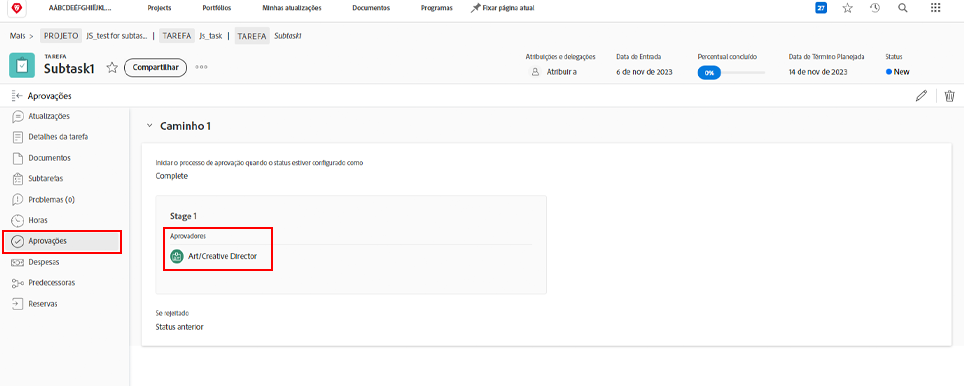 AÀBCDEÉFGHIÉIJKL... Projects Portfólios Minhas atualizações Documentos Programas Fixar página atual 27
Mais > PROJETO JS_test for subtas... | TAREFA Js_task | TAREFA Subtask1
TAREFA
Subtask1 Compartilhar
Atribuições e delegações Data de Entrada Percentual concluído Data de Término Planejada Status
Atribuir a 6 de nov de 2023 0% 14 de nov de 2023 New
Aprovações
Atualizações
Detalhes da tarefa
Documentos
Subtarefas
Problemas (0)
Horas
Aprovações
Despesas
Predecessoras
Reservas
Caminho 1
Iniciar o processo de aprovação quando o status estiver configurado como
Complete
Stage 1
Aprovadores
Art/Creative Director
Se rejeitado
Status anterior